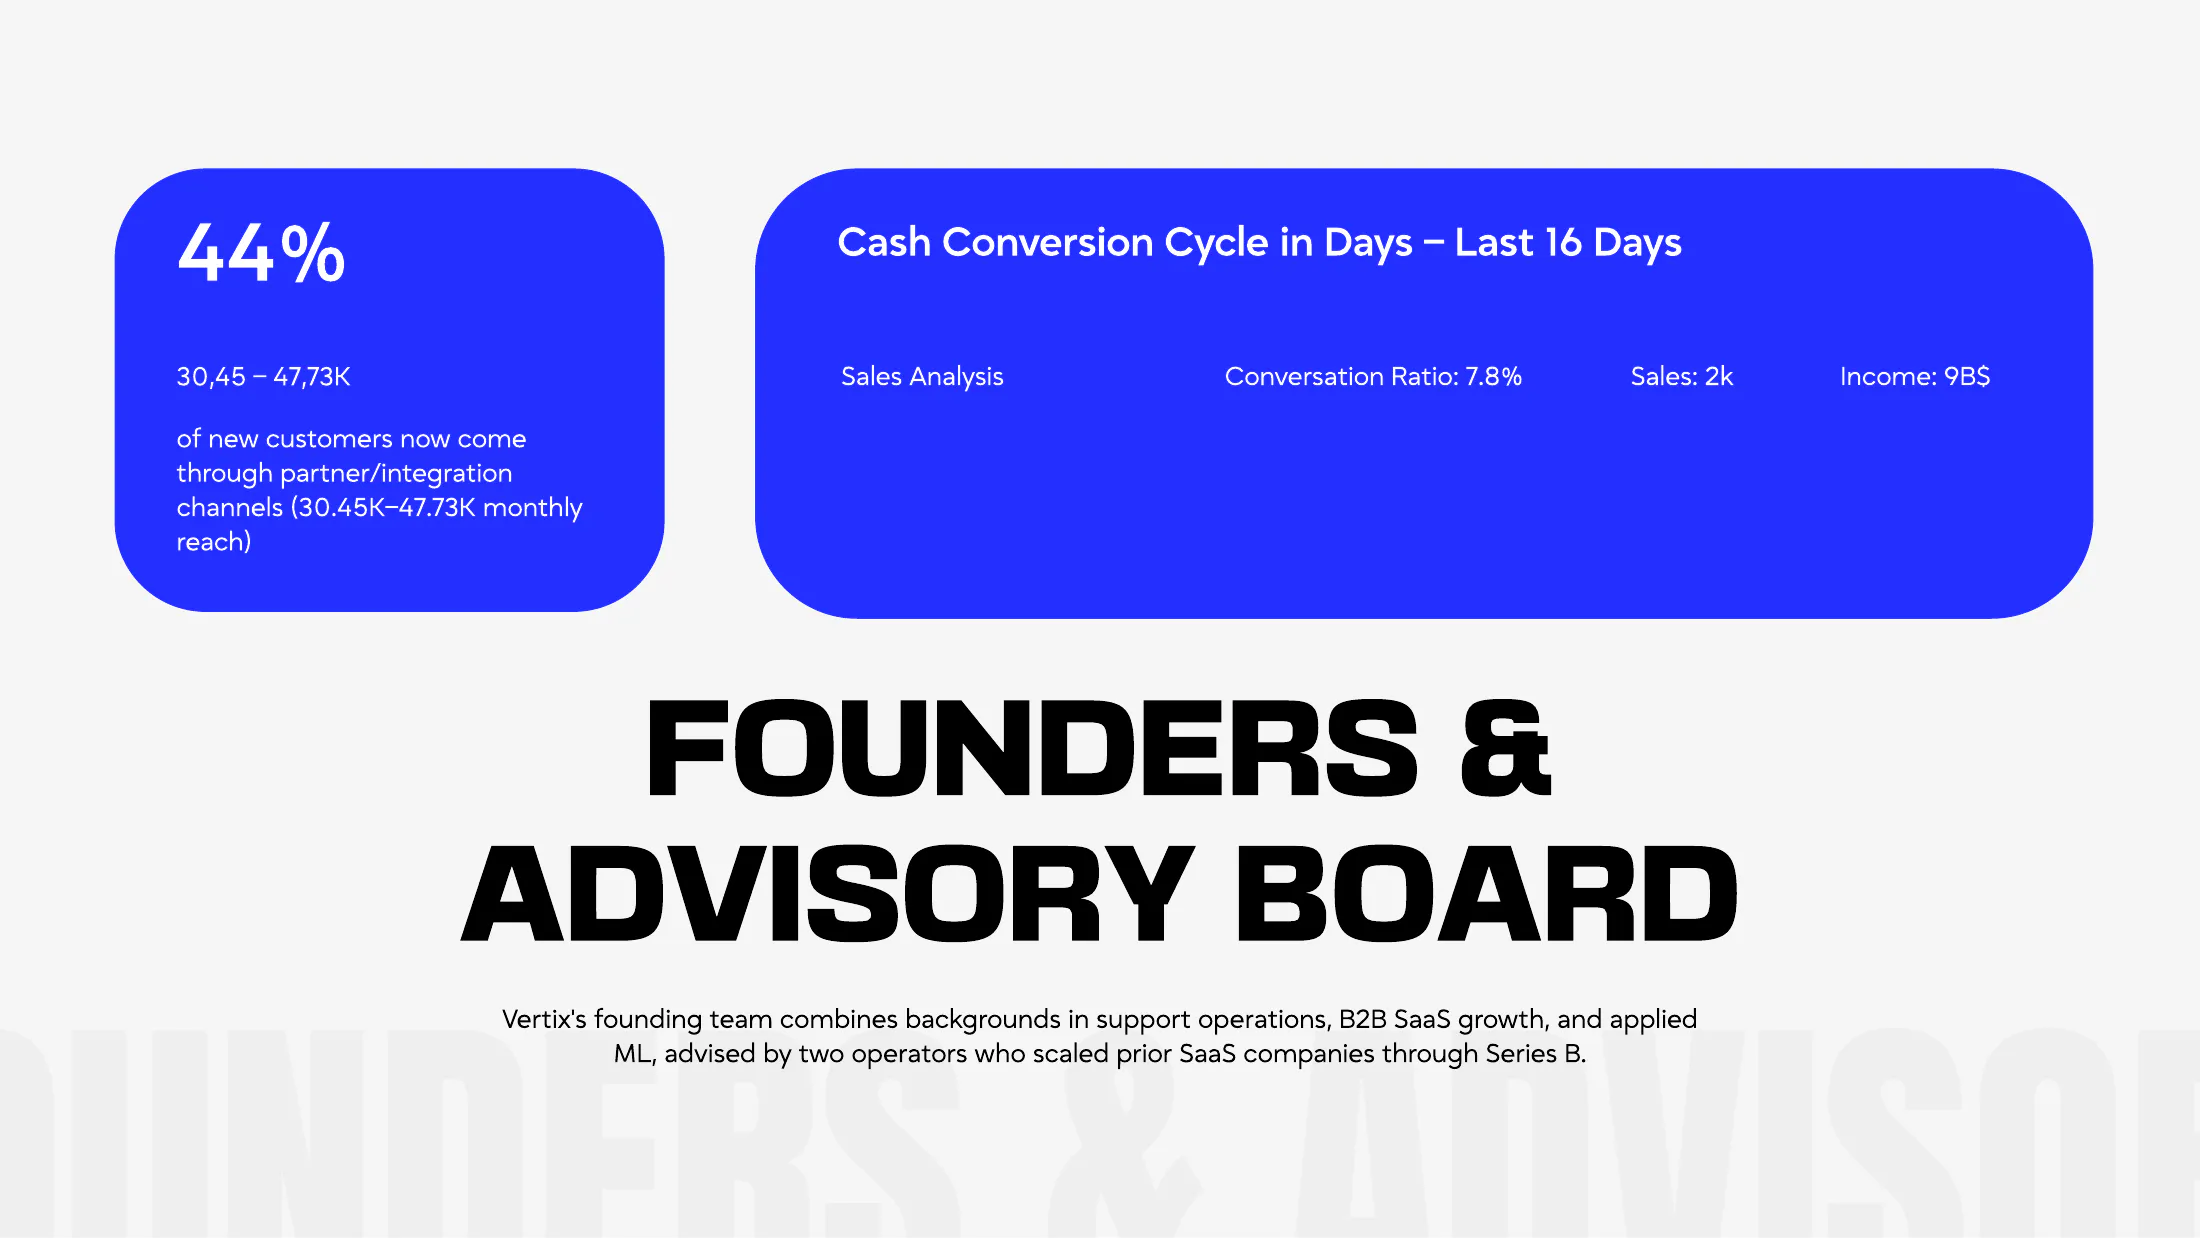 44%
30,45 – 47,73K
of new customers now come
through partner/integration
channels (30.45K–47.73K monthly
reach)
Cash Conversion Cycle in Days – Last 16 Days
Sales Analysis
Conversation Ratio: 7.8%
Sales: 2k
Income: 9B$
FOUNDERS &
ADVISORY BOARD
Vertix's founding team combines backgrounds in support operations, B2B SaaS growth, and applied
ML, advised by two operators who scaled prior SaaS companies through Series B.
OUNDERS & ADVISOR